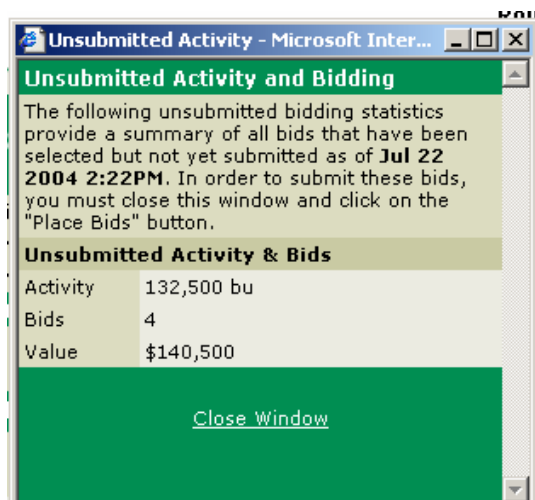 Unsubmitted Activity - Microsoft Inter...
Unsubmitted Activity and Bidding
The following unsubmitted bidding statistics
provide a summary of all bids that have been
selected but not yet submitted as of Jul 22
2004 2:22PM. In order to submit these bids,
you must close this window and click on the
"Place Bids" button.
Unsubmitted Activity & Bids
Activity 132,500 bu
Bids 4
Value $140,500
Close Window